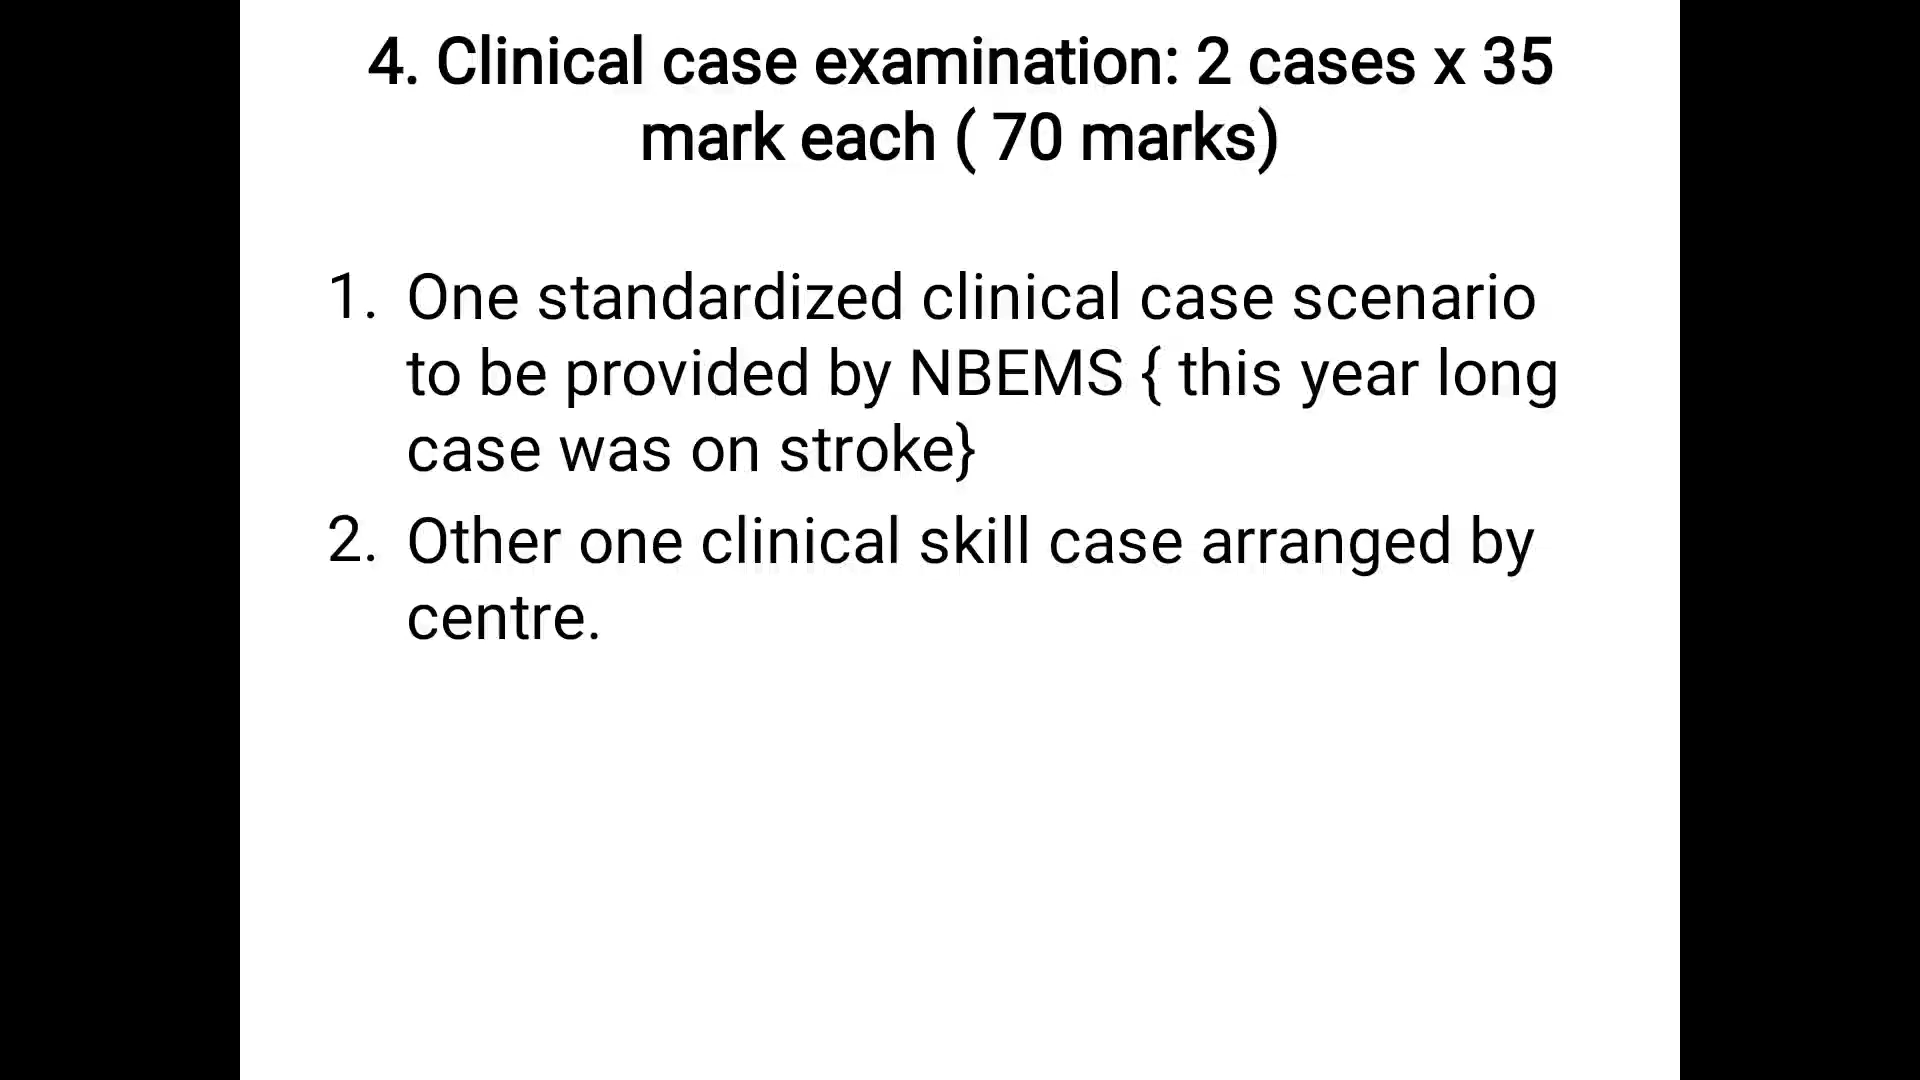 4. Clinical case examination: 2 cases x 35
mark each ( 70 marks)
1. One standardized clinical case scenario
to be provided by NBEMS { this year long
case was on stroke}
2. Other one clinical skill case arranged by
centre.